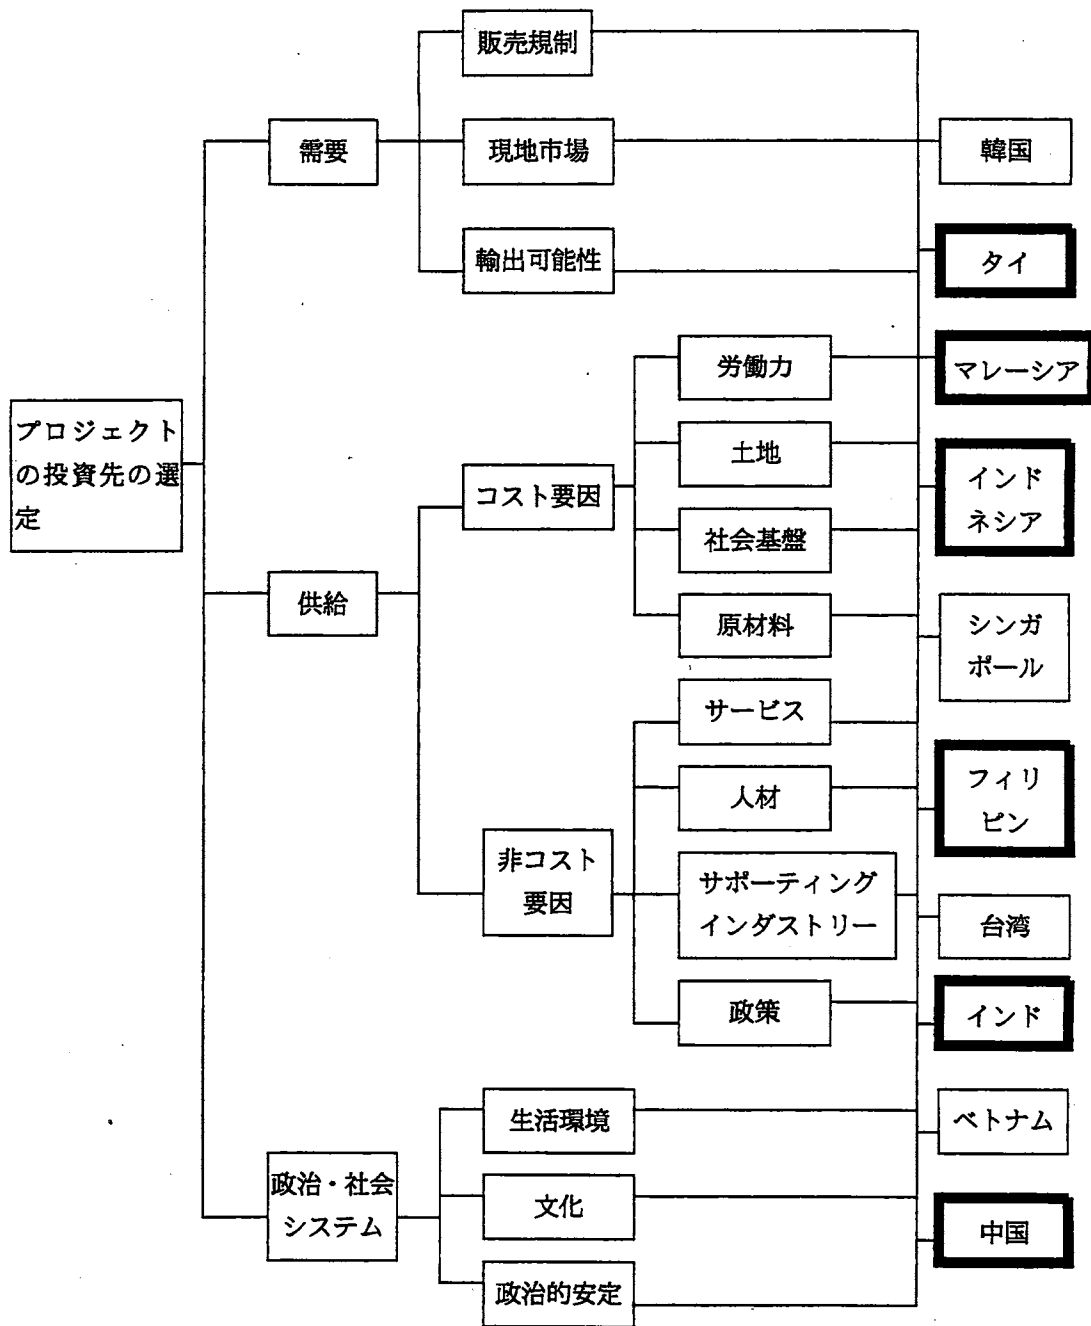 販売規制
需要
現地市場
韓国
輸出可能性
タイ
労働力
マレーシア
プロジェクト
の投資先の選
定
コスト要因
土地
インド
ネシア
社会基盤
供給
原材料
シンガ
ポール
サービス
人材
フィリ
ピン
非コスト
要因
サポーティング
インダストリー
台湾
政策
インド
生活環境
ベトナム
政治・社会
システム
文化
中国
政治的安定